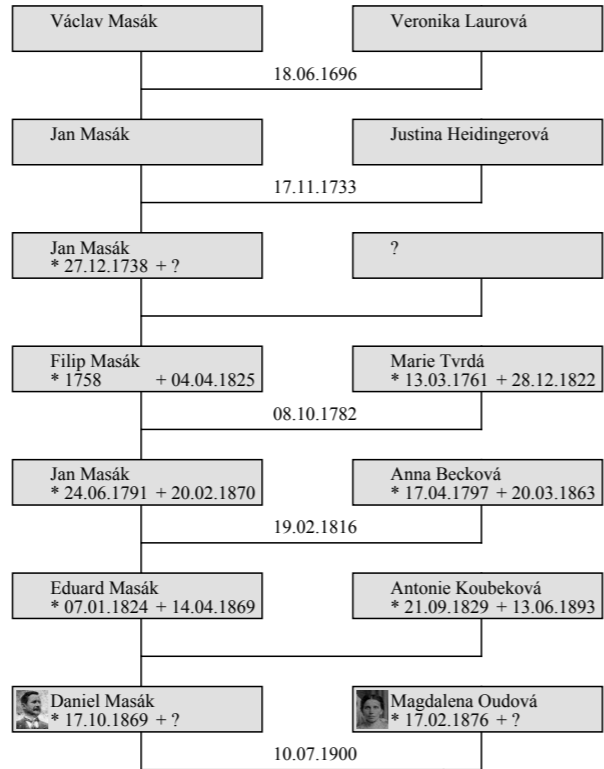 Václav Masák
Veronika Laurová
18.06.1696
Jan Masák
Justina Heidingerová
17.11.1733
Jan Masák
* 27.12.1738 + ?
?
Filip Masák
* 1758 + 04.04.1825
Marie Tvrdá
* 13.03.1761 + 28.12.1822
08.10.1782
Jan Masák
* 24.06.1791 + 20.02.1870
Anna Becková
* 17.04.1797 + 20.03.1863
19.02.1816
Eduard Masák
* 07.01.1824 + 14.04.1869
Antonie Koubeková
* 21.09.1829 + 13.06.1893
Daniel Masák
* 17.10.1869 + ?
Magdalena Oudová
* 17.02.1876 + ?
10.07.1900